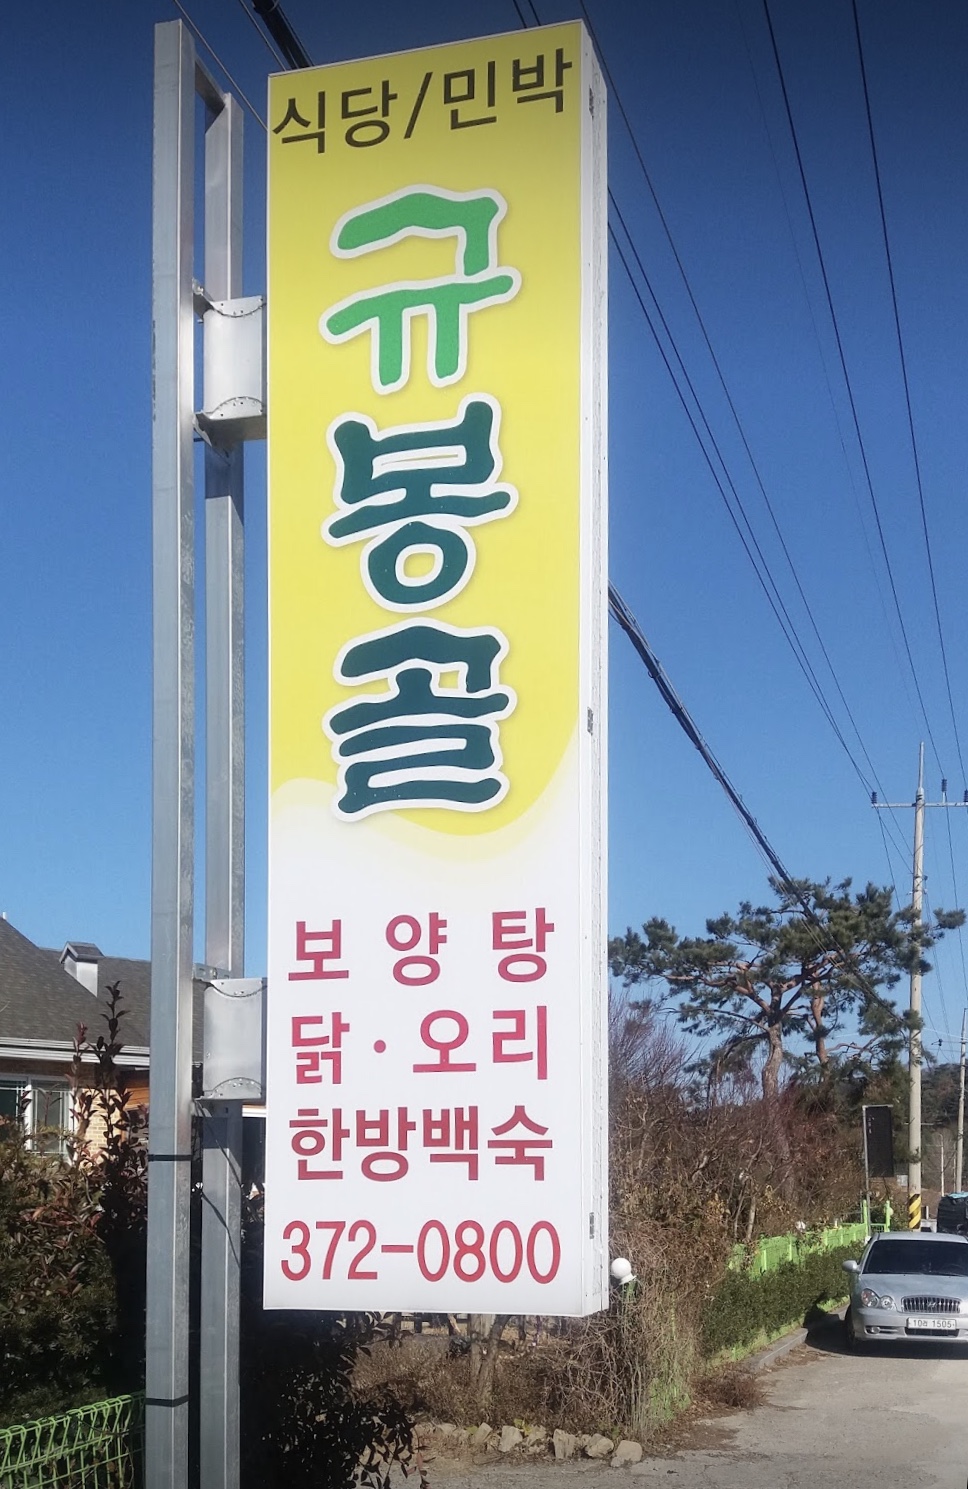 식당/민박
규봉골
보양탕
닭·오리
한방백숙
372-0800